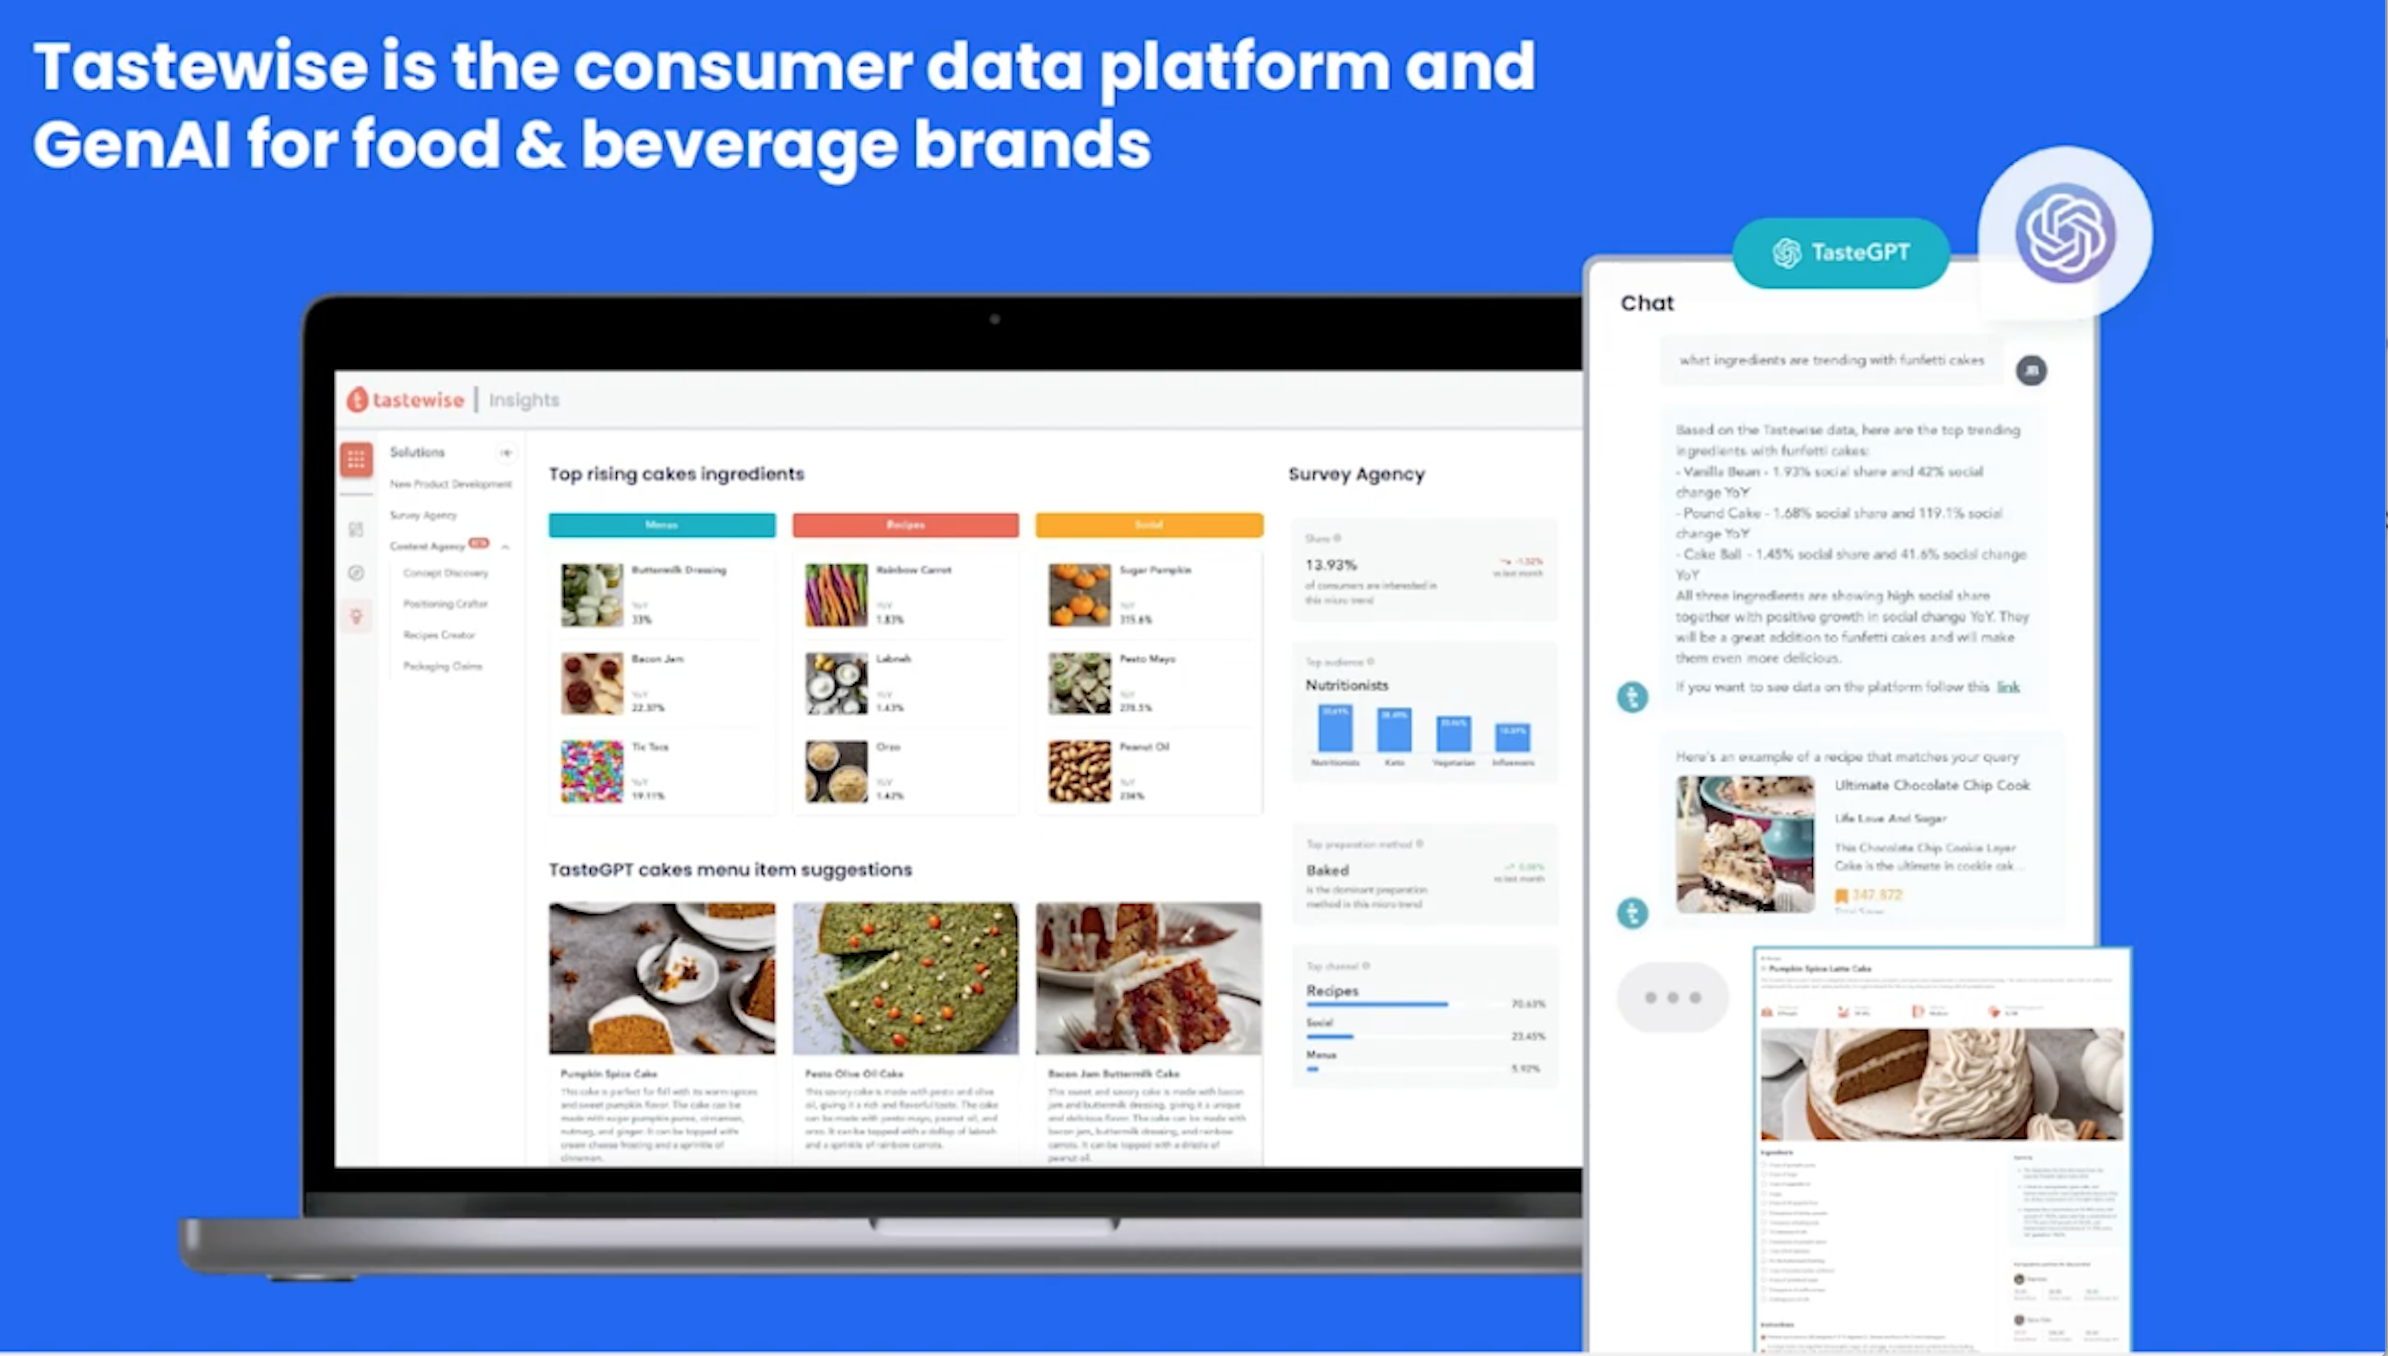 Tastewise is the consumer data platform and
GenAI for food & beverage brands
TasteGPT
tastewise | Insights
Solutions
New Product Development
Survey Agency
Content Agency
Concept Discovery
Positioning Crafter
Recipes Creator
Packaging Claims
Top rising cakes ingredients
Menus
Buttermilk Dressing
YoY
33%
Bacon Jam
YoY
22.37%
Tic Tacs
YoY
19.11%
Recipes
Rainbow Carrot
YoY
1.83%
Labneh
YoY
1.43%
Orzo
YoY
1.42%
Social
Sugar Pumpkin
YoY
315.6%
Pesto Mayo
YoY
Peanut Oil
YoY
236%
TasteGPT cakes menu item suggestions
Pumpkin Spice Cake
This cake is perfect for fall with its warm spices
and sweet pumpkin flavor. The cake can be
made with sugar pumpkin puree, cinnamon,
nutmeg, and ginger. It can be topped with
cream cheese frosting and a sprinkle of
cinnamon.
Pesto Olive Oil Cake
This savory cake is made with pesto and olive
oil, giving it a rich and flavorful taste. The cake
can be made with pesto mayo, peanut oil, and
orzo. It can be topped with a dollop of labneh
and a sprinkle of rainbow carrots.
Bacon Jam Buttermilk Cake
This sweet and savory cake is made with bacon
jam and buttermilk dressing, giving it a unique
and delicious flavor. The cake can be made with
bacon jam, buttermilk dressing, and rainbow
carrots. It can be topped with a drizzle of
peanut oil.
Survey Agency
Share
13.93%
-1.32%
vs last month
of consumers are interested in
this micro trend
Top audience
Nutritionists
Nutritionists Keto Vegetarian Influencers
Top preparation method
Baked
0.08%
vs last month
is the dominant preparation
method in this micro trend
Top channel
Recipes
70.63%
Social
23.45%
Menus
5.92%
Chat
what ingredients are trending with funfetti cakes
JB
Based on the Tastewise data, here are the top trending
ingredients with funfetti cakes:
- Vanilla Bean - 1.93% social share and 42% social
change YoY
- Pound Cake - 1.68% social share and 119.1% social
change YoY
- Cake Ball - 1.45% social share and 41.6% social change
YoY
All three ingredients are showing high social share
together with positive growth in social change YoY. They
will be a great addition to funfetti cakes and will make
them even more delicious.
If you want to see data on the platform follow this link
Here's an example of a recipe that matches your query
Ultimate Chocolate Chip Cook
Life Love And Sugar
This Chocolate Chip Cookie Layer
Cake is the ultimate in cookie cak...
347,872
Pumpkin Spice Latte Cake
Ingredients
Instructions